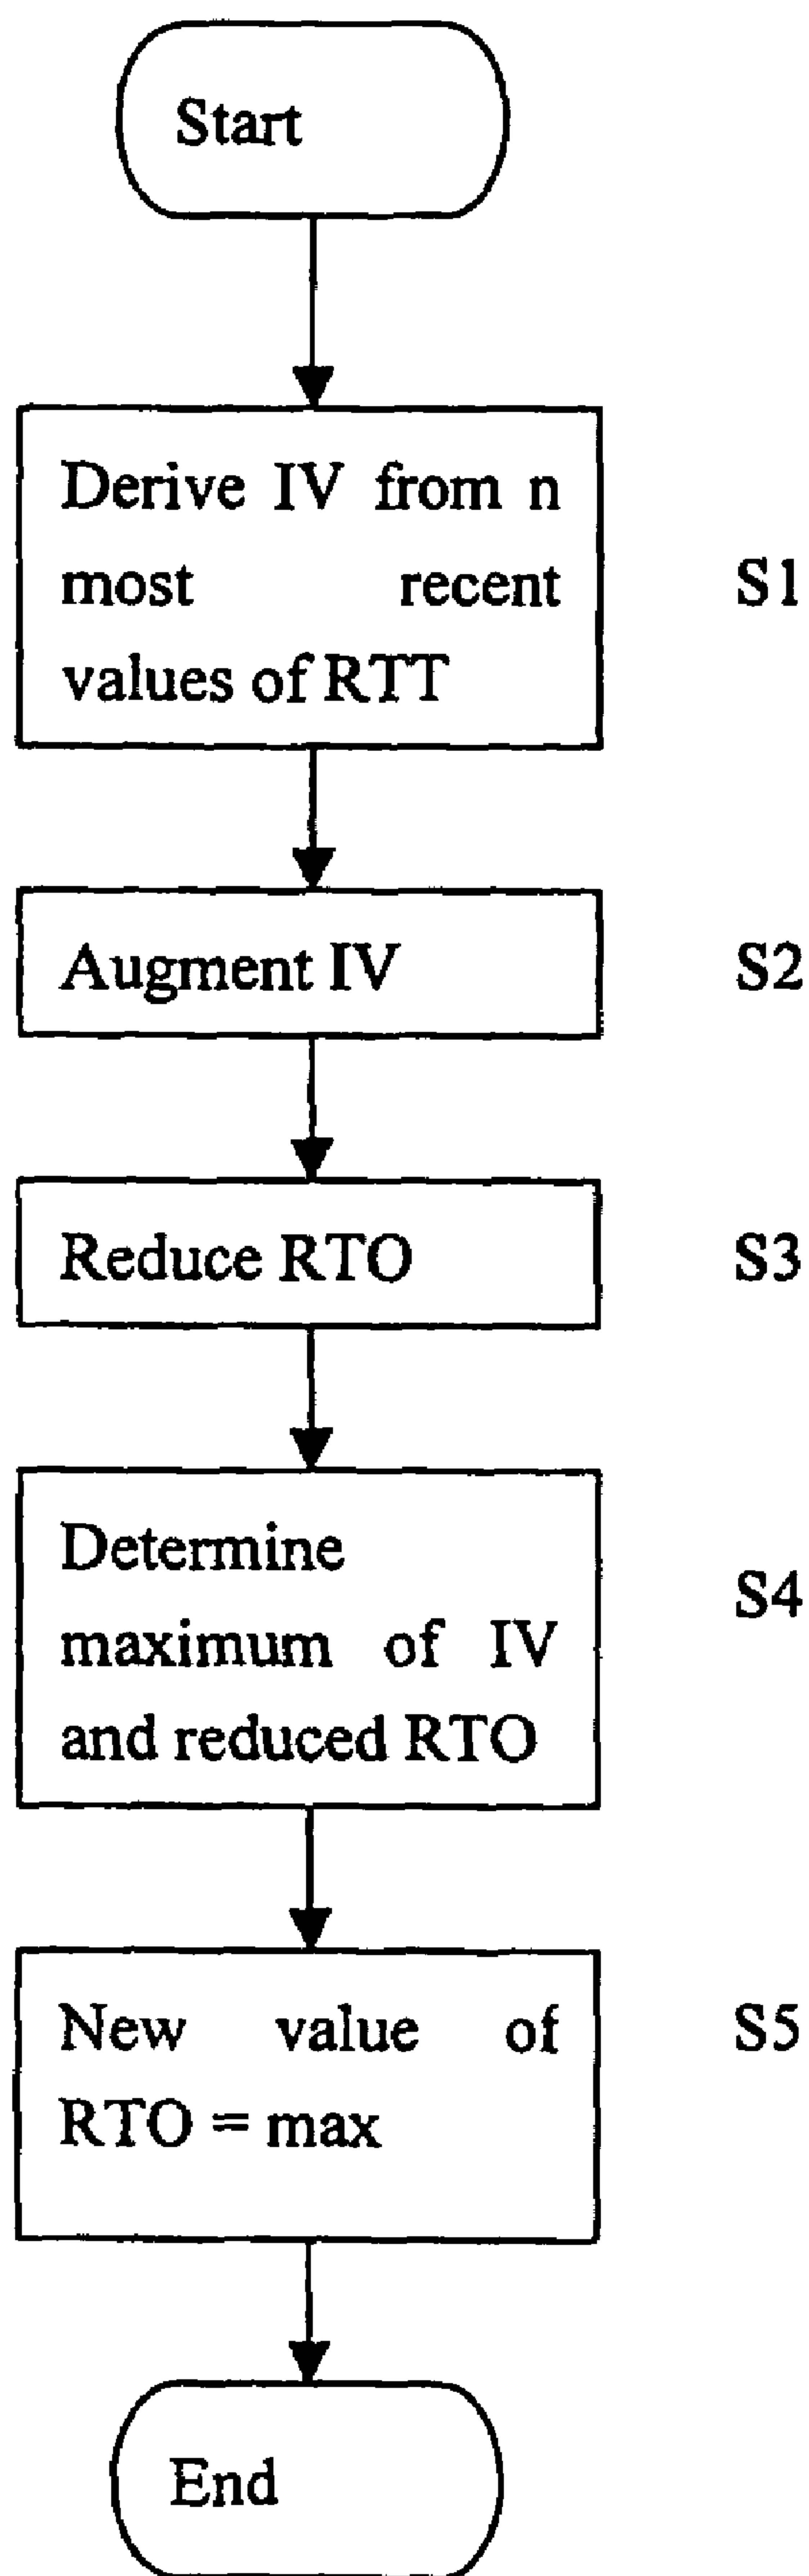 Start
Derive IV from n
most recent
values of RTT
S1
Augment IV
S2
Reduce RTO
S3
Determine
maximum of IV
and reduced RTO
S4
New value of
RTO = max
S5
End